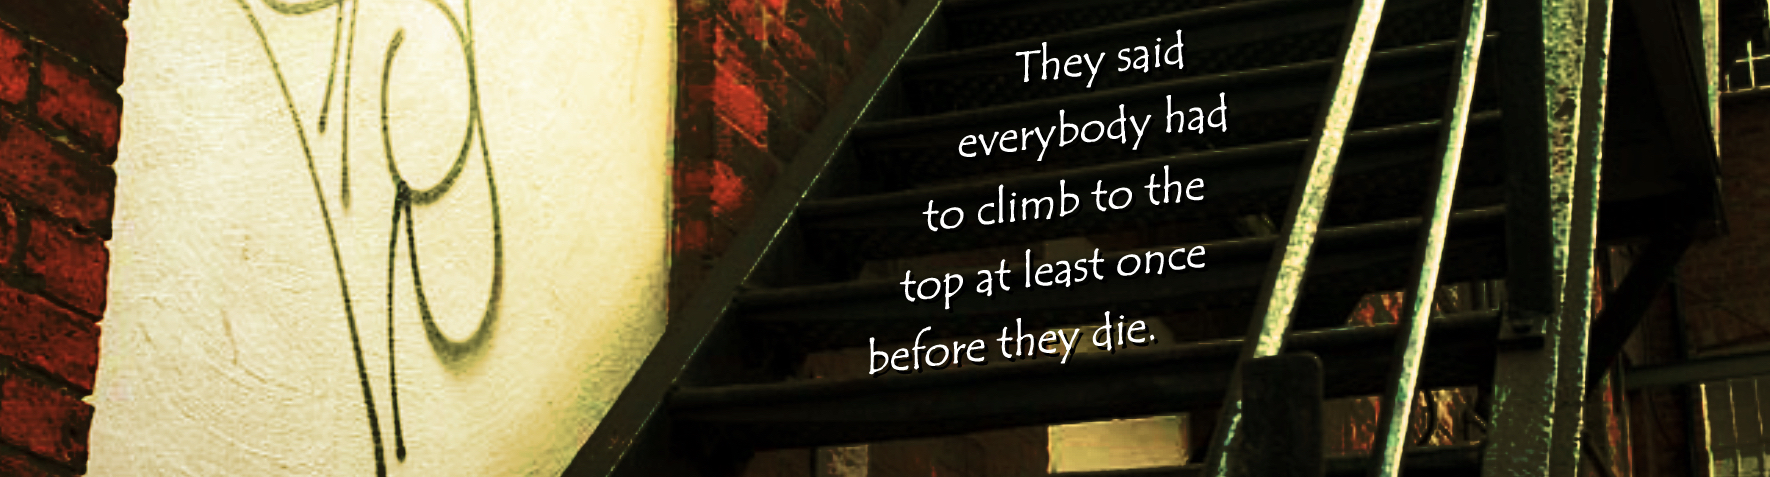 They said
everybody had
to climb to the
top at least once
before they die.